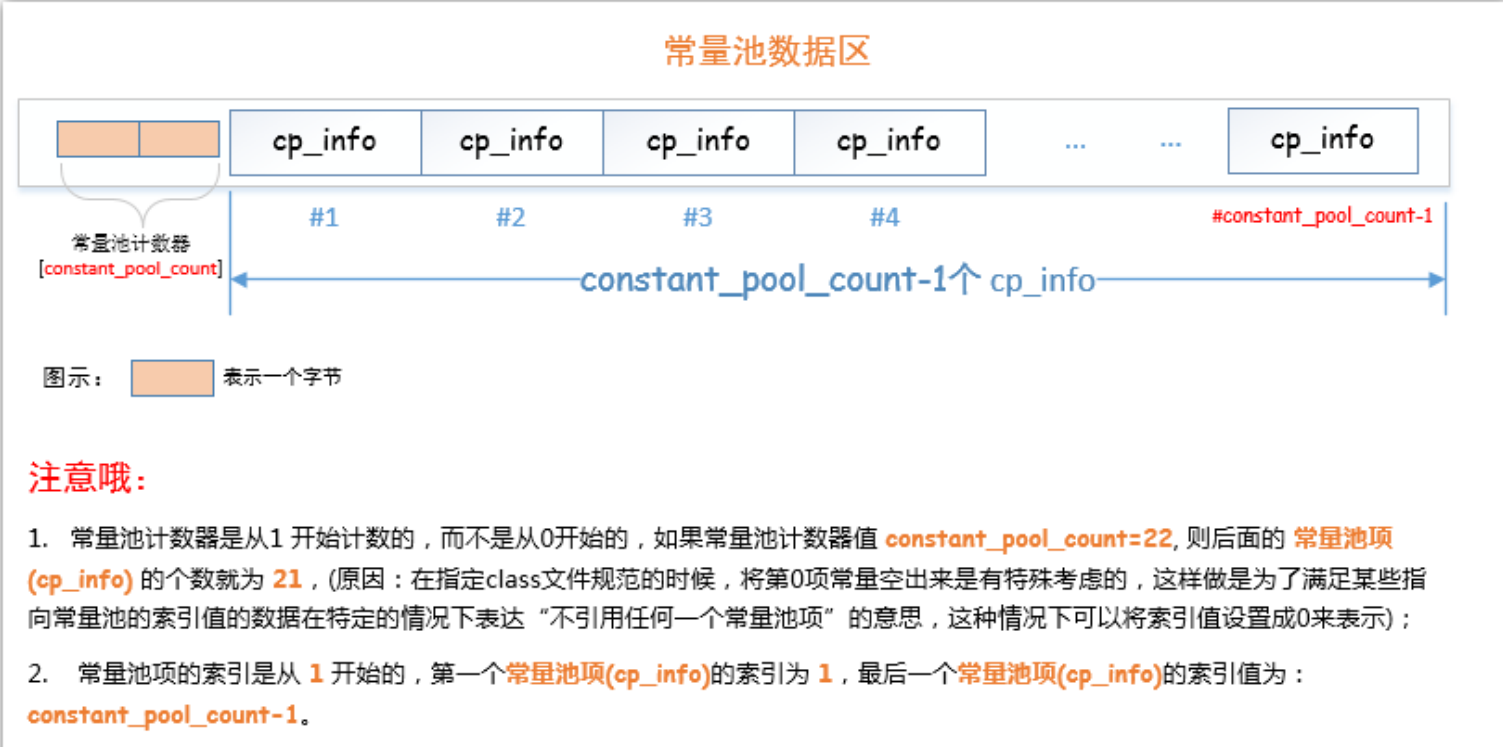 常量池数据区
cp_info cp_info cp_info cp_info ... ... cp_info
#1 #2 #3 #4 #constant_pool_count-1
常量池计数器
[constant_pool_count]
constant_pool_count-1个 cp_info
图示： 表示一个字节
注意哦：
1. 常量池计数器是从1 开始计数的，而不是从0开始的，如果常量池计数器值 constant_pool_count=22, 则后面的 常量池项
(cp_info) 的个数就为 21，(原因：在指定class文件规范的时候，将第0项常量空出来是有特殊考虑的，这样做是为了满足某些指
向常量池的索引值的数据在特定的情况下表达“不引用任何一个常量池项”的意思，这种情况下可以将索引值设置成0来表示)；
2. 常量池项的索引是从 1 开始的，第一个常量池项(cp_info)的索引为 1，最后一个常量池项(cp_info)的索引值为：
constant_pool_count-1。